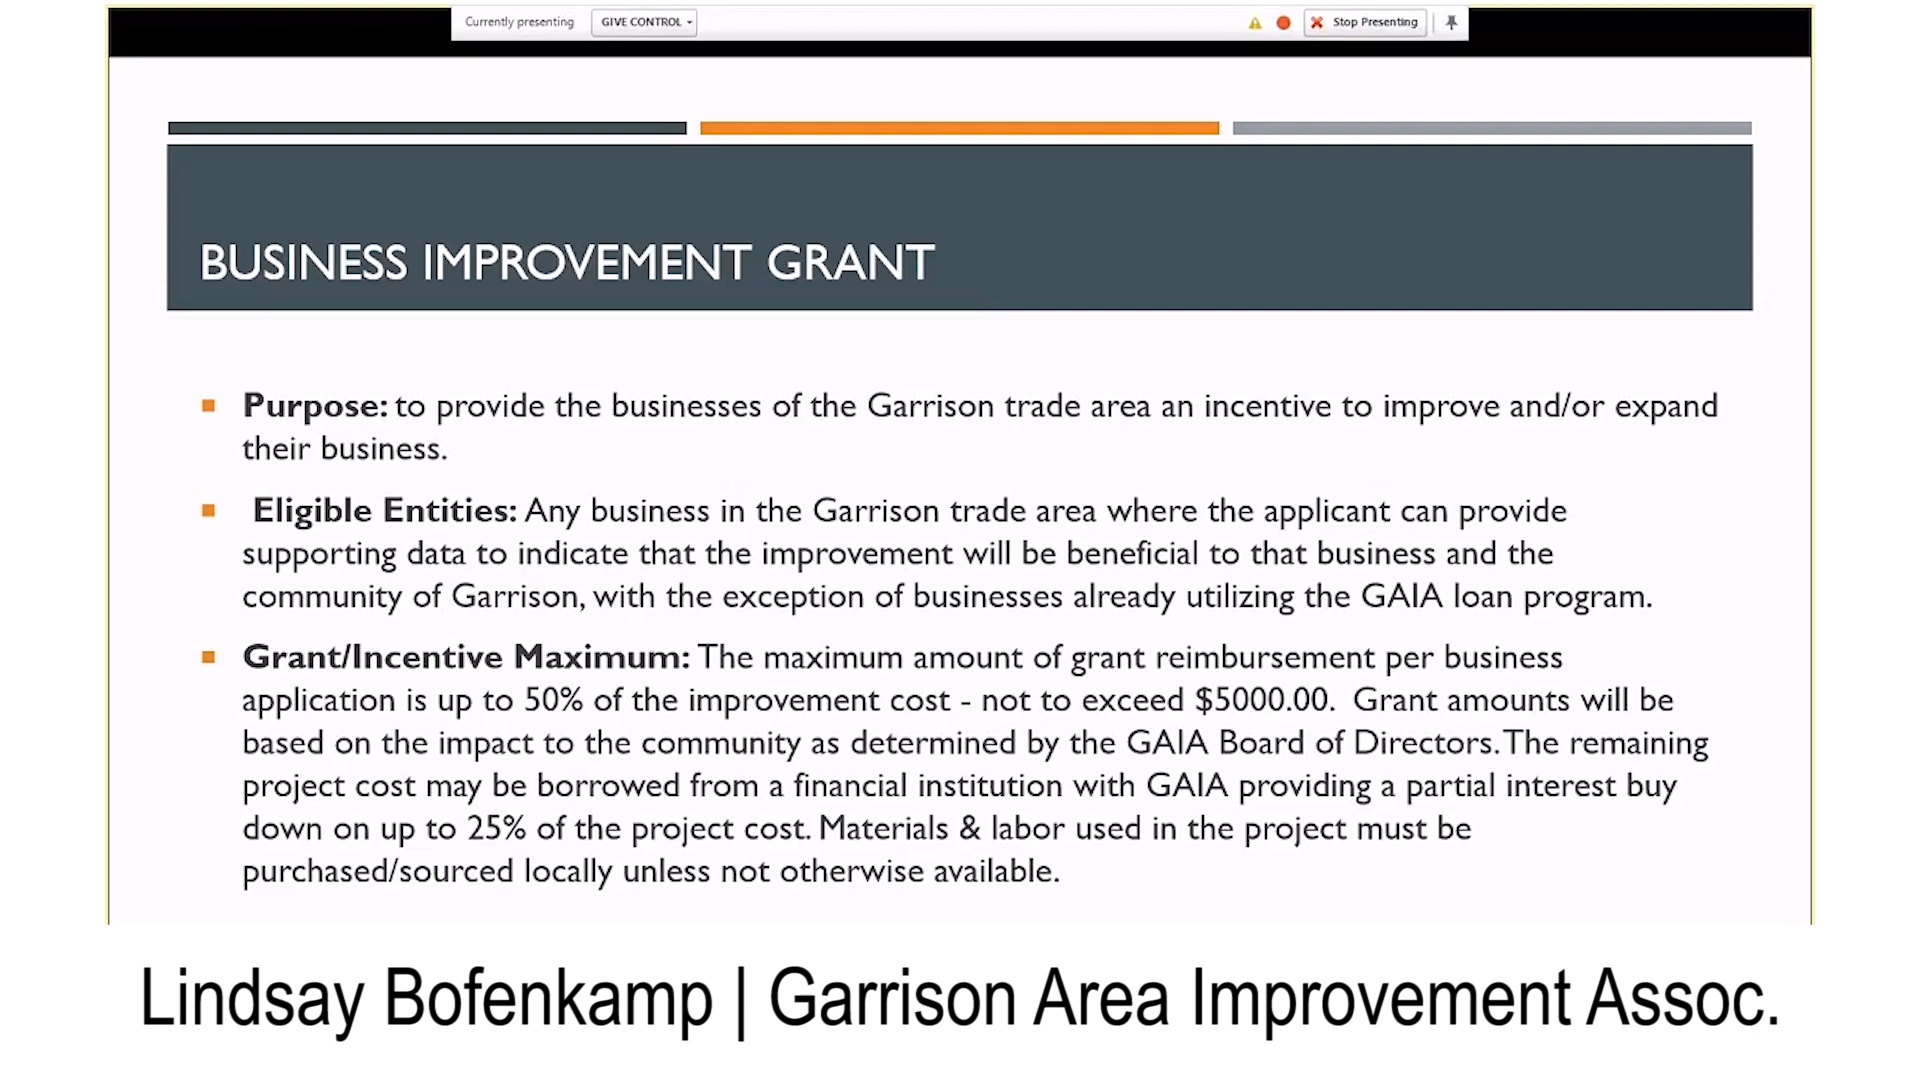 Currently presenting GIVE CONTROL Stop Presenting
BUSINESS IMPROVEMENT GRANT
Purpose: to provide the businesses of the Garrison trade area an incentive to improve and/or expand
their business.
Eligible Entities: Any business in the Garrison trade area where the applicant can provide
supporting data to indicate that the improvement will be beneficial to that business and the
community of Garrison, with the exception of businesses already utilizing the GAIA loan program.
Grant/Incentive Maximum: The maximum amount of grant reimbursement per business
application is up to 50% of the improvement cost - not to exceed $5000.00. Grant amounts will be
based on the impact to the community as determined by the GAIA Board of Directors. The remaining
project cost may be borrowed from a financial institution with GAIA providing a partial interest buy
down on up to 25% of the project cost. Materials & labor used in the project must be
purchased/sourced locally unless not otherwise available.
Lindsay Bofenkamp | Garrison Area Improvement Assoc.